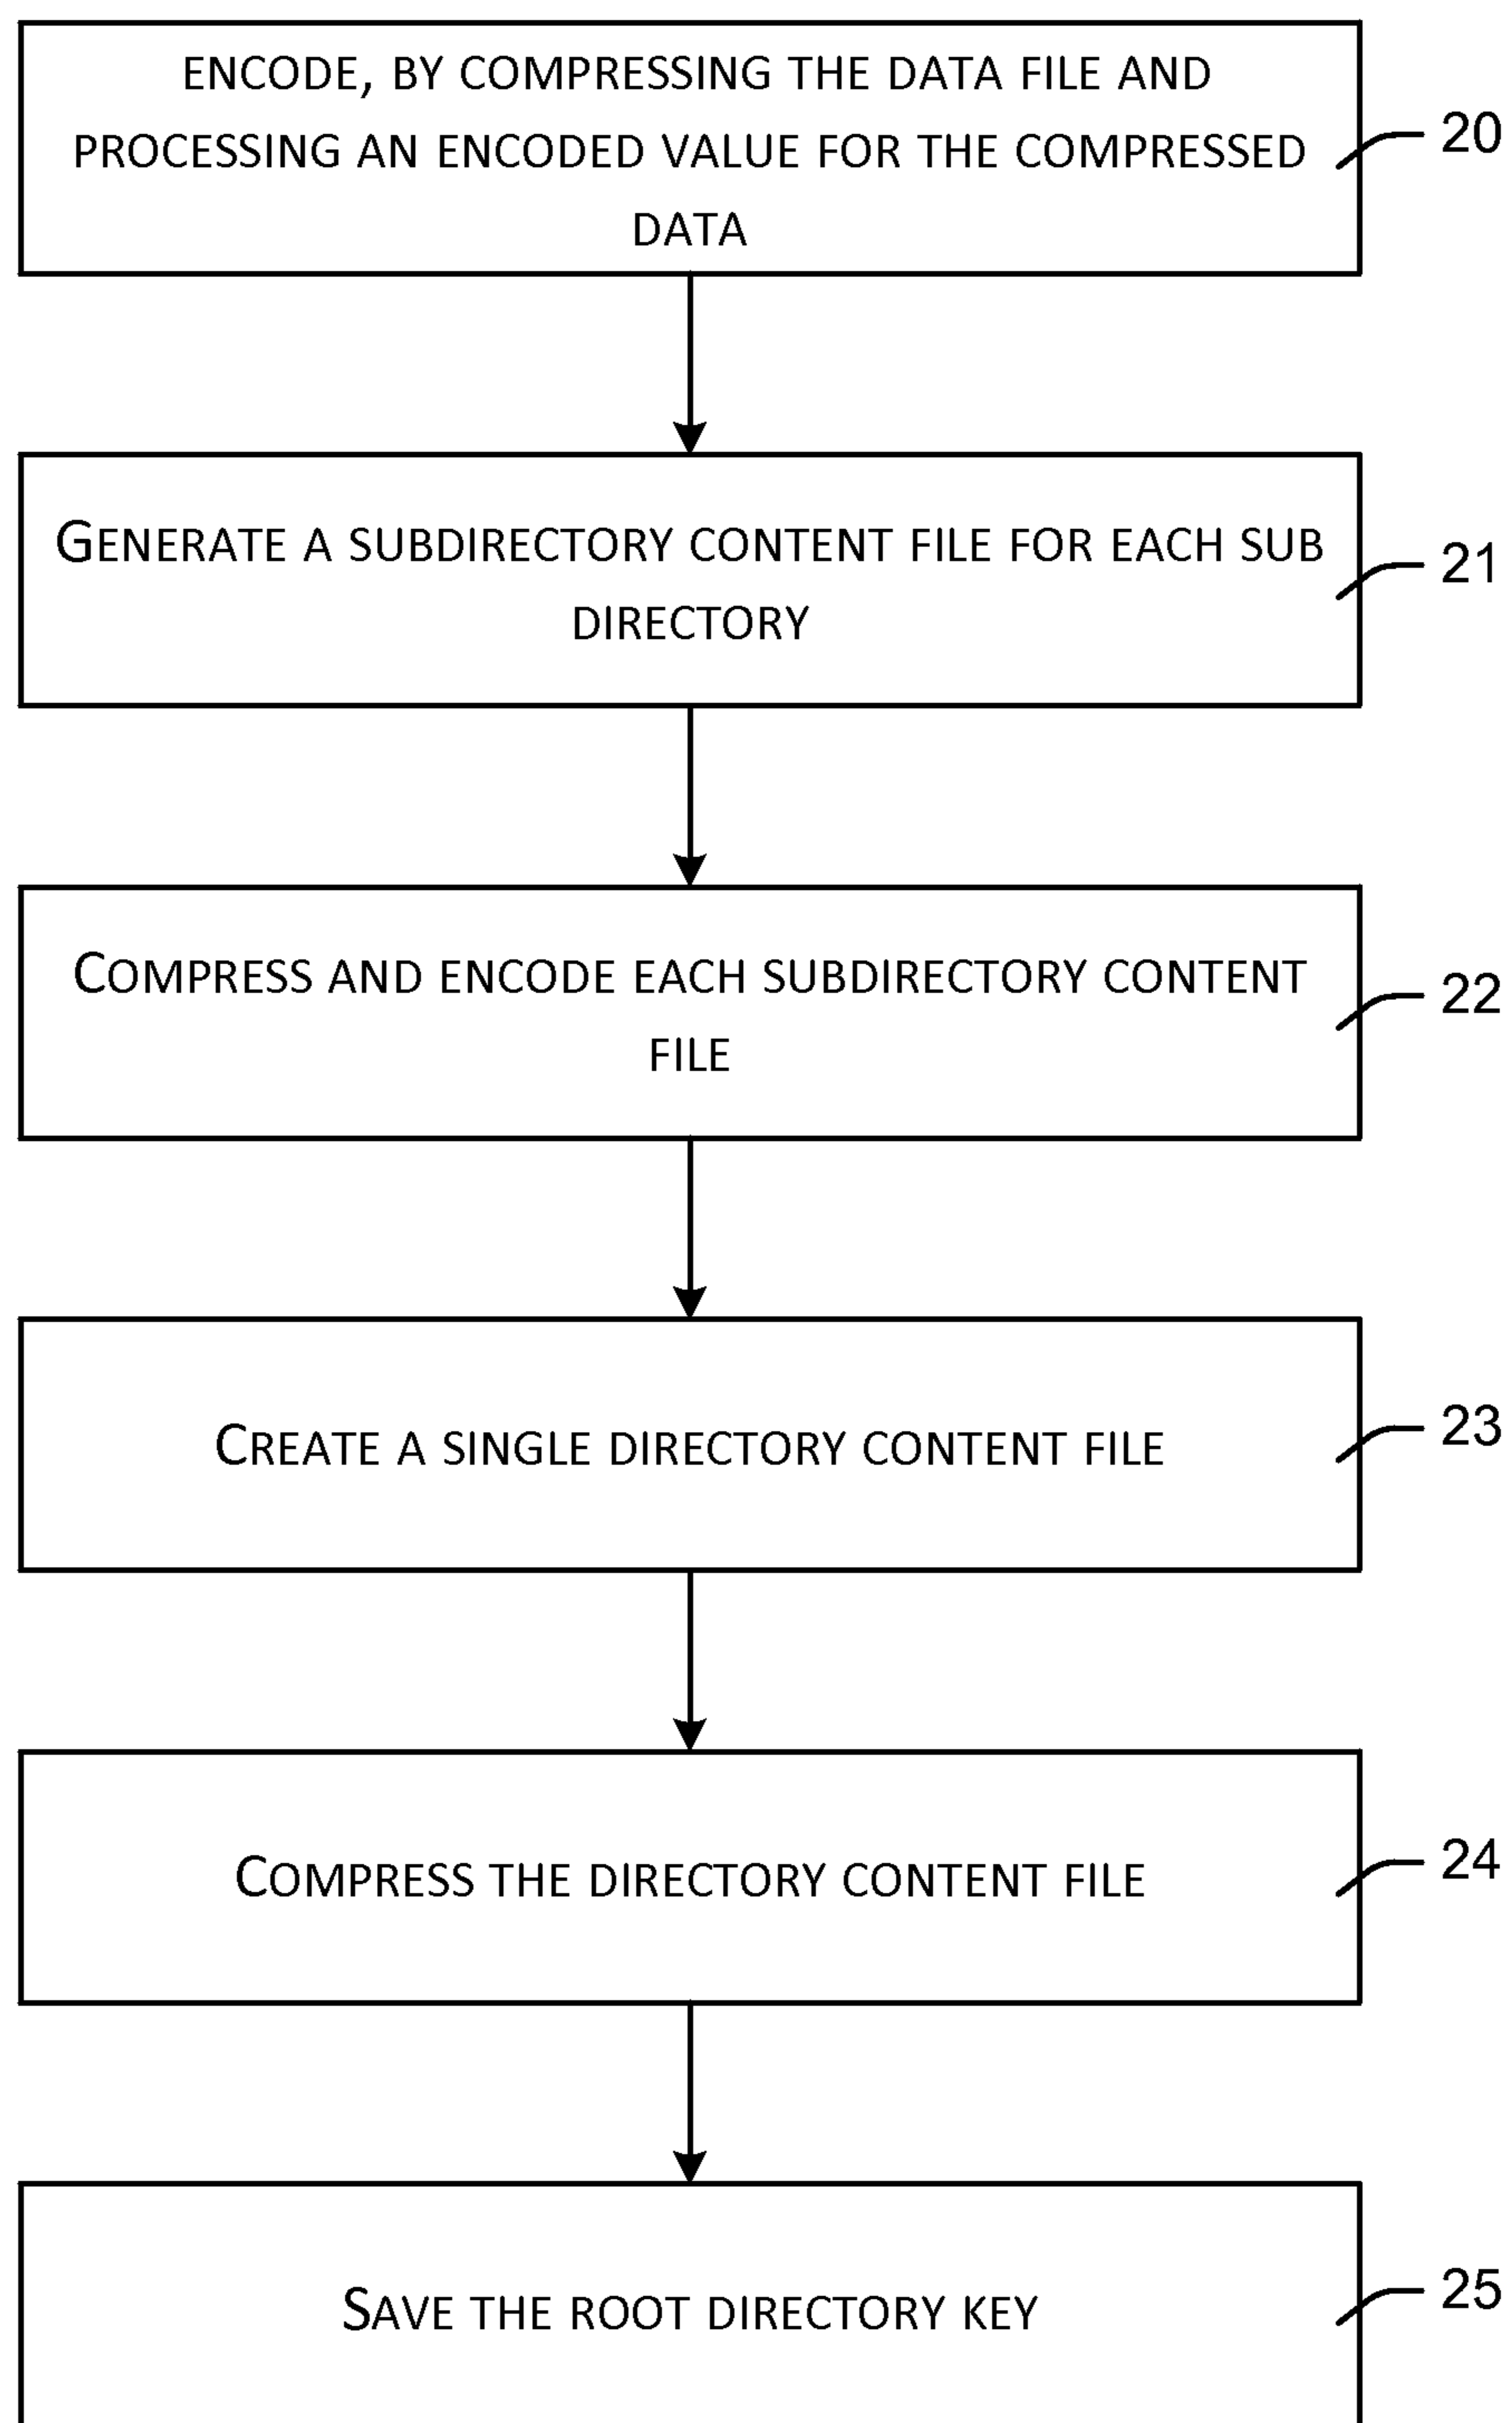 ENCODE, BY COMPRESSING THE DATA FILE AND
PROCESSING AN ENCODED VALUE FOR THE COMPRESSED
DATA
20
GENERATE A SUBDIRECTORY CONTENT FILE FOR EACH SUB
DIRECTORY
21
COMPRESS AND ENCODE EACH SUBDIRECTORY CONTENT
FILE
22
CREATE A SINGLE DIRECTORY CONTENT FILE
23
COMPRESS THE DIRECTORY CONTENT FILE
24
SAVE THE ROOT DIRECTORY KEY
25